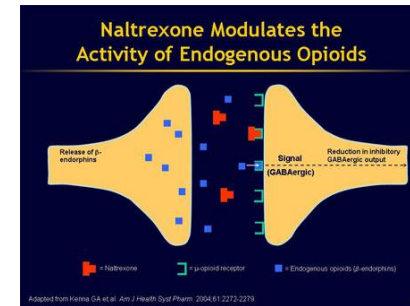 Naltrexone Modulates the
Activity of Endogenous Opioids
Release of β-
endorphins
Signal
(GABAergic)
Reduction in inhibitory
GABAergic output
= Naltrexone
= μ-opioid receptor
= Endogenous opioids (β-endorphins)
Adapted from Kenna GA et al. Am J Health Syst Pharm. 2004;61:2272-2279.